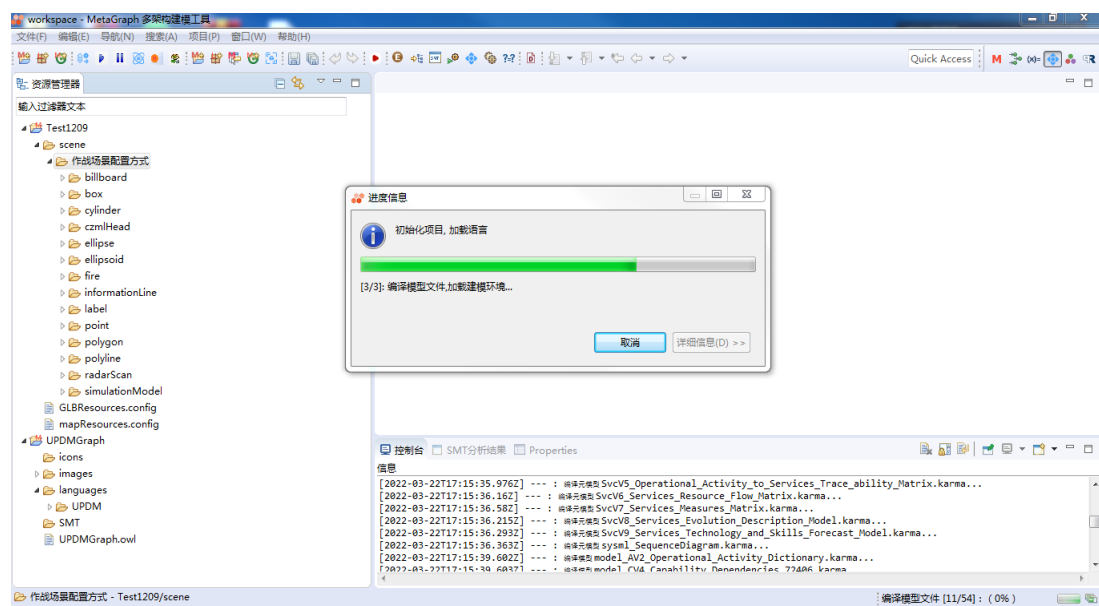 workspace - MetaGraph 多架构建模工具
文件(F) 编辑(E) 导航(N) 搜索(A) 项目(P) 窗口(W) 帮助(H)
Quick Access
M
(x)=
R
资源管理器
输入过滤器文本
Test1209
scene
作战场景配置方式
billboard
box
cylinder
czmlHead
ellipse
ellipsoid
fire
informationLine
label
point
polygon
polyline
radarScan
simulationModel
GLBResources.config
mapResources.config
UPDMGraph
icons
images
languages
UPDM
SMT
UPDMGraph.owl
进度信息
初始化项目, 加载语言
[3/3]: 编译模型文件,加载建模环境...
取消
详细信息(D) >>
控制台 SMT分析结果 Properties
信息
[2022-03-22T17:15:35.976Z] --- : 编译元模型 SvcV5_Operational_Activity_to_Services_Trace_ability_Matrix.karma...
[2022-03-22T17:15:36.16Z] --- : 编译元模型 SvcV6_Services_Resource_Flow_Matrix.karma...
[2022-03-22T17:15:36.58Z] --- : 编译元模型 SvcV7_Services_Measures_Matrix.karma...
[2022-03-22T17:15:36.215Z] --- : 编译元模型 SvcV8_Services_Evolution_Description_Model.karma...
[2022-03-22T17:15:36.293Z] --- : 编译元模型 SvcV9_Services_Technology_and_Skills_Forecast_Model.karma...
[2022-03-22T17:15:36.363Z] --- : 编译元模型 sysml_SequenceDiagram.karma...
[2022-03-22T17:15:39.602Z] --- : 编译模型 model_AV2_Operational_Activity_Dictionary.karma...
[2022-03-22T17:15:39.603Z] --- : 编译模型 model_CV4_Capability_Dependencies_72406.karma
作战场景配置方式 - Test1209/scene
编译模型文件 [11/54] : ( 0% )